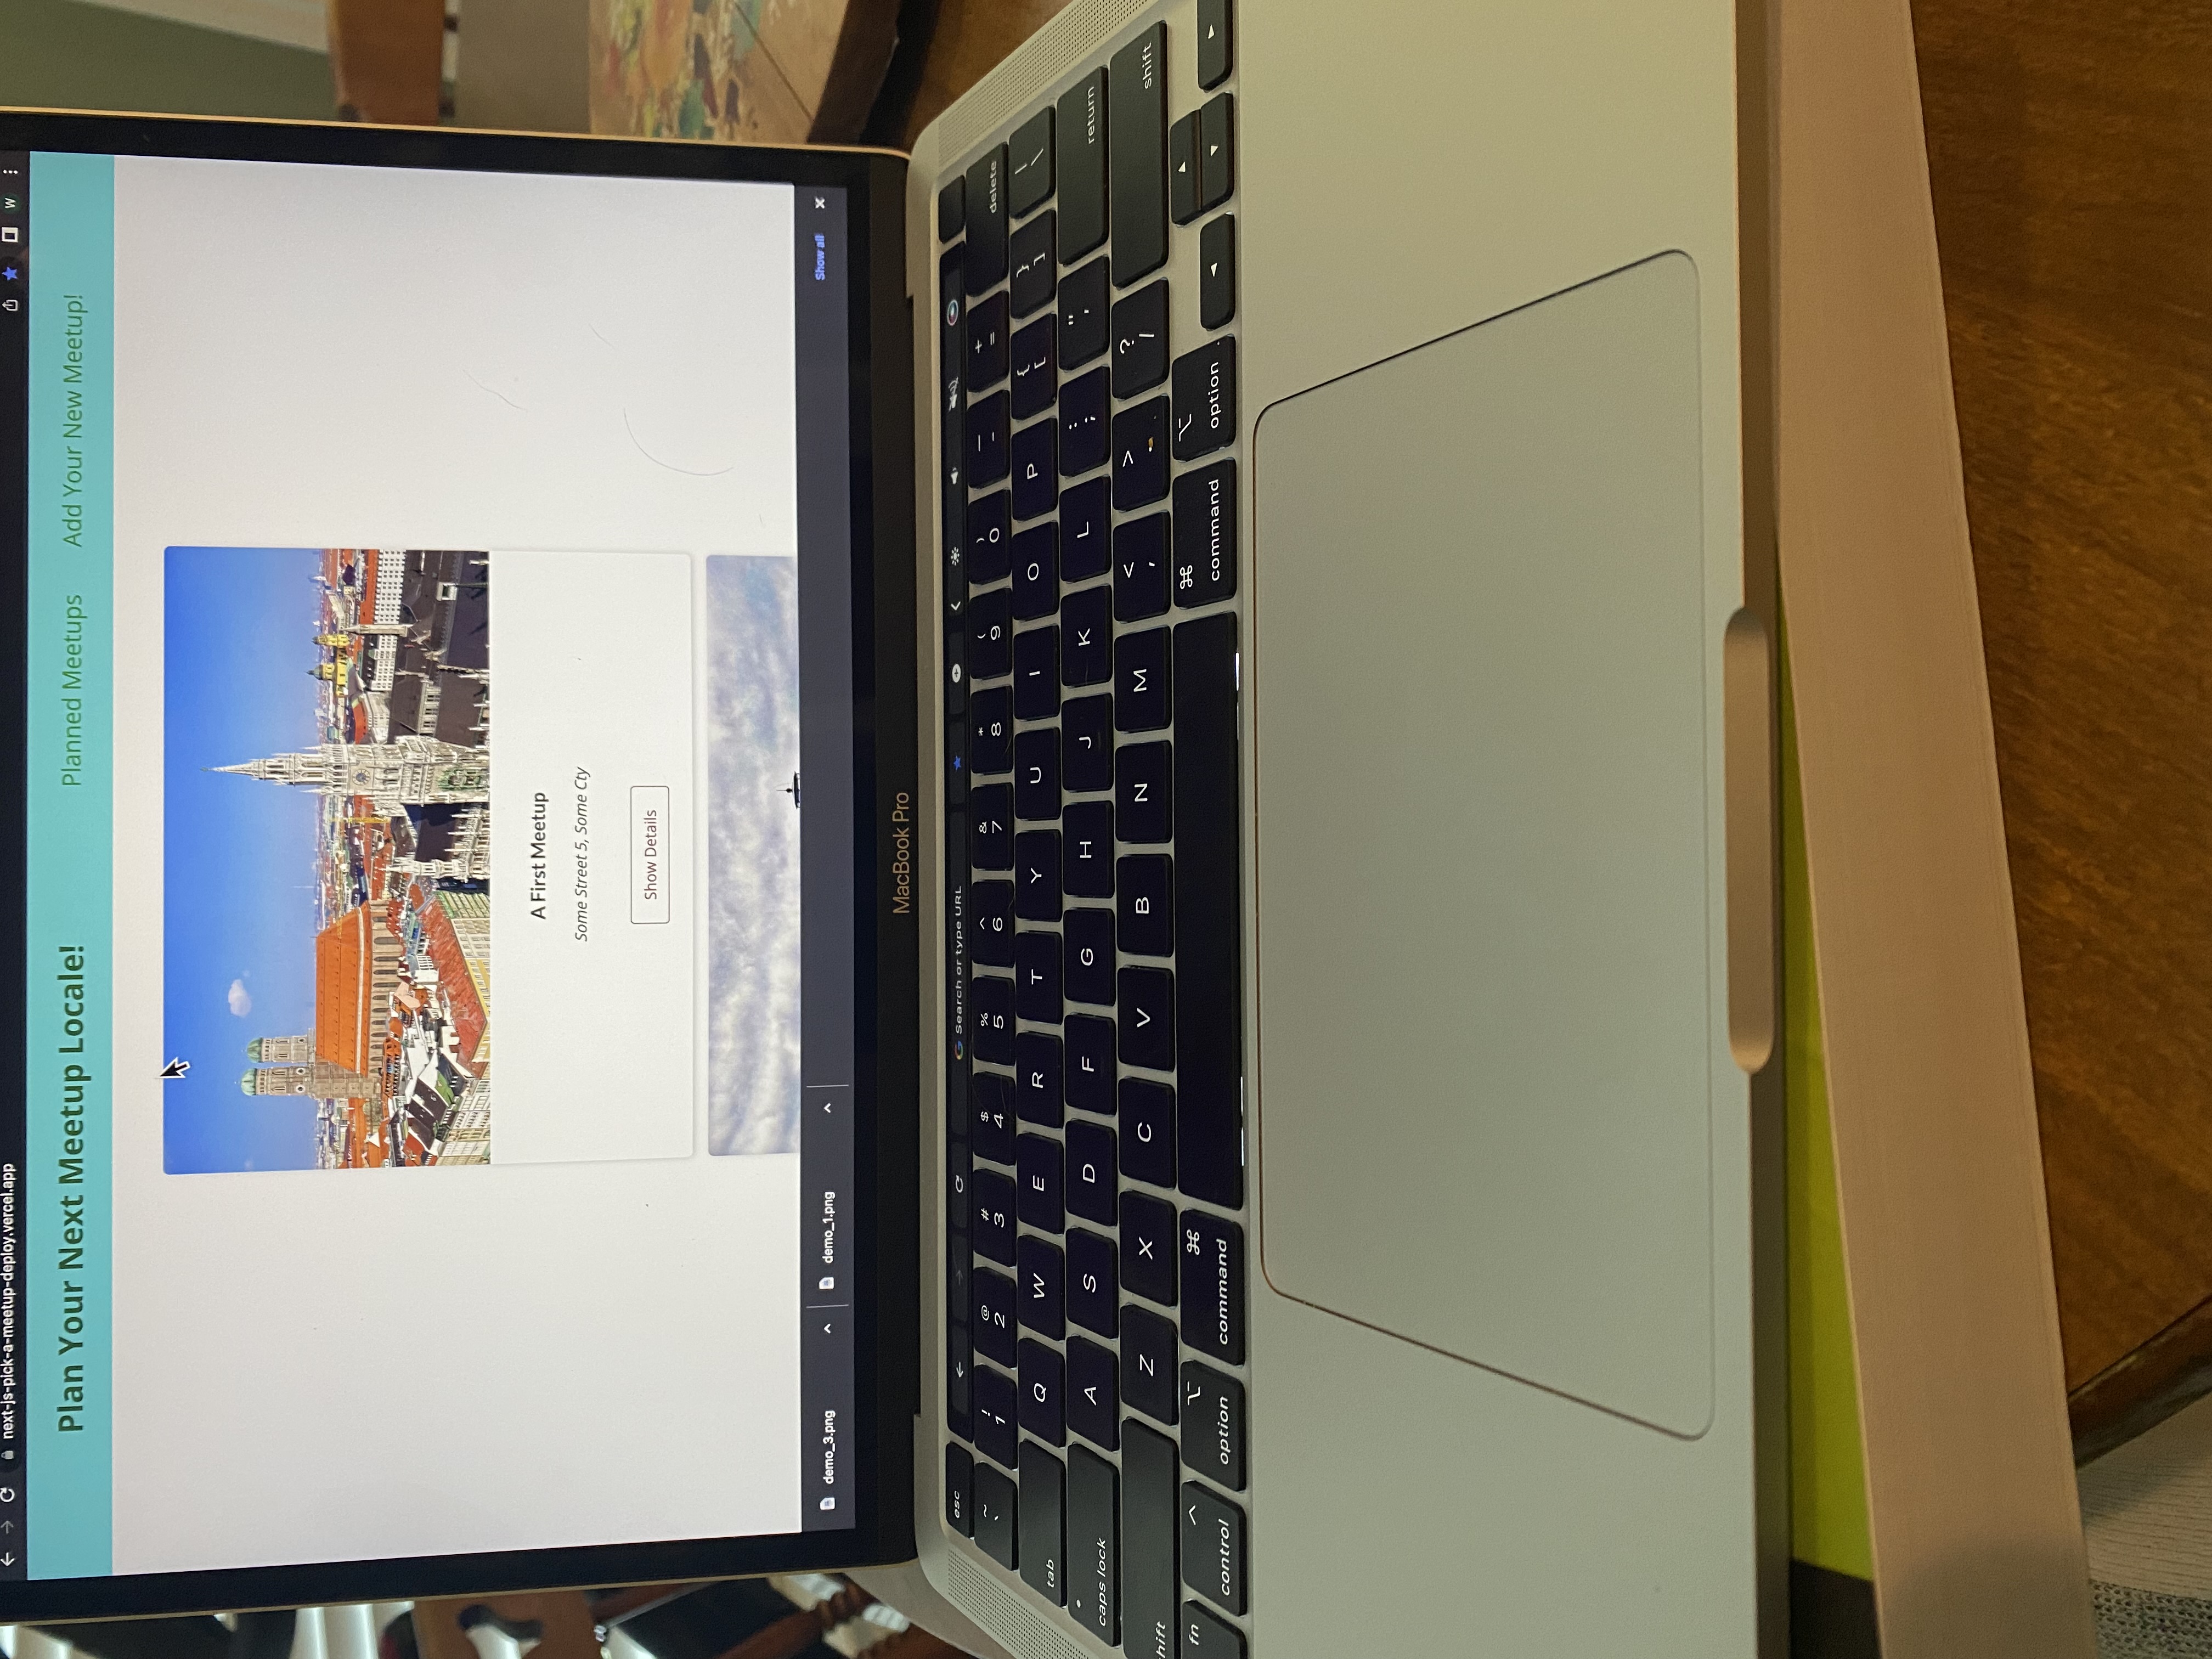 next-js-pick-a-meetup-deploy.vercel.app W
Plan Your Next Meetup Locale! Planned Meetups Add Your New Meetup!
A First Meetup
Some Street 5, Some Cty
Show Details
demo_3.png demo_1.png Show all
MacBook Pro
esc G Search or type URL
~ ` ! 1 @ 2 # 3 $ 4 % 5 ^ 6 & 7 * 8 ( 9 ) 0 — - + = delete
tab Q W E R T Y U I O P { [ } ] | \
caps lock A S D F G H J K L : ; " ' return
hift Z X C V B N M < , > . ? / shift
fn control option ⌘ command ⌘ command option